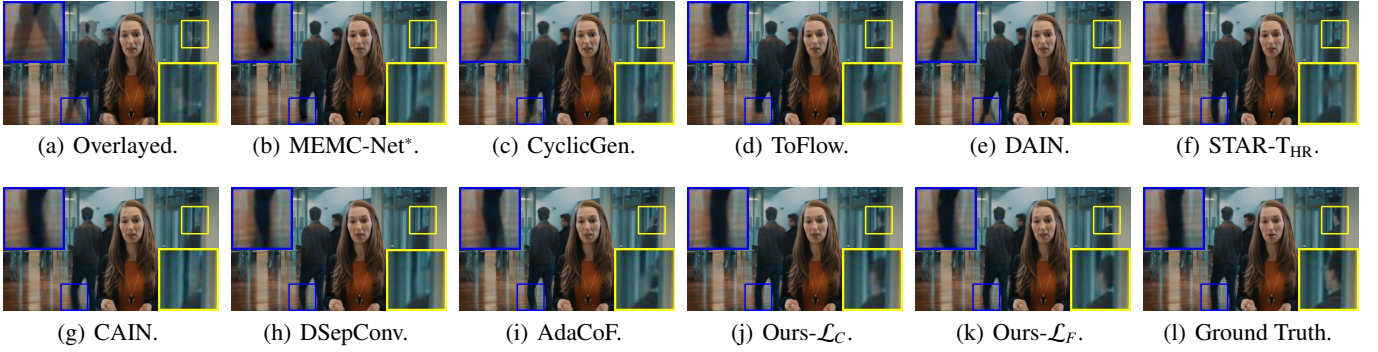 (a) Overlayed. (b) MEMC-Net*. (c) CyclicGen. (d) ToFlow. (e) DAIN. (f) STAR-T_HR.
(g) CAIN. (h) DSepConv. (i) AdaCoF. (j) Ours-ℒ_C. (k) Ours-ℒ_F. (l) Ground Truth.